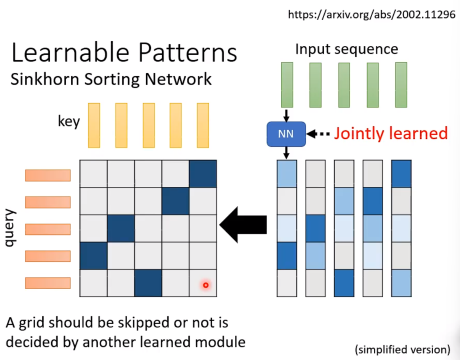 https://arxiv.org/abs/2002.11296
Learnable Patterns
Sinkhorn Sorting Network
Input sequence
key
NN
Jointly learned
query
A grid should be skipped or not is
decided by another learned module
(simplified version)